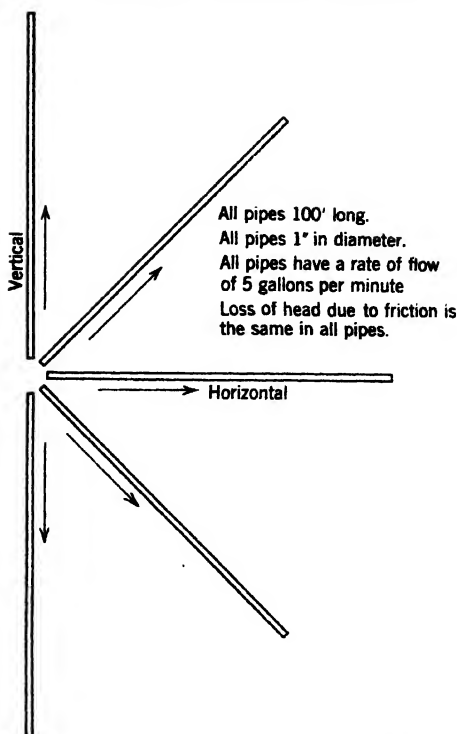 All pipes 100' long.
All pipes 1" in diameter.
All pipes have a rate of flow
of 5 gallons per minute
Loss of head due to friction is
the same in all pipes.
Vertical
Horizontal